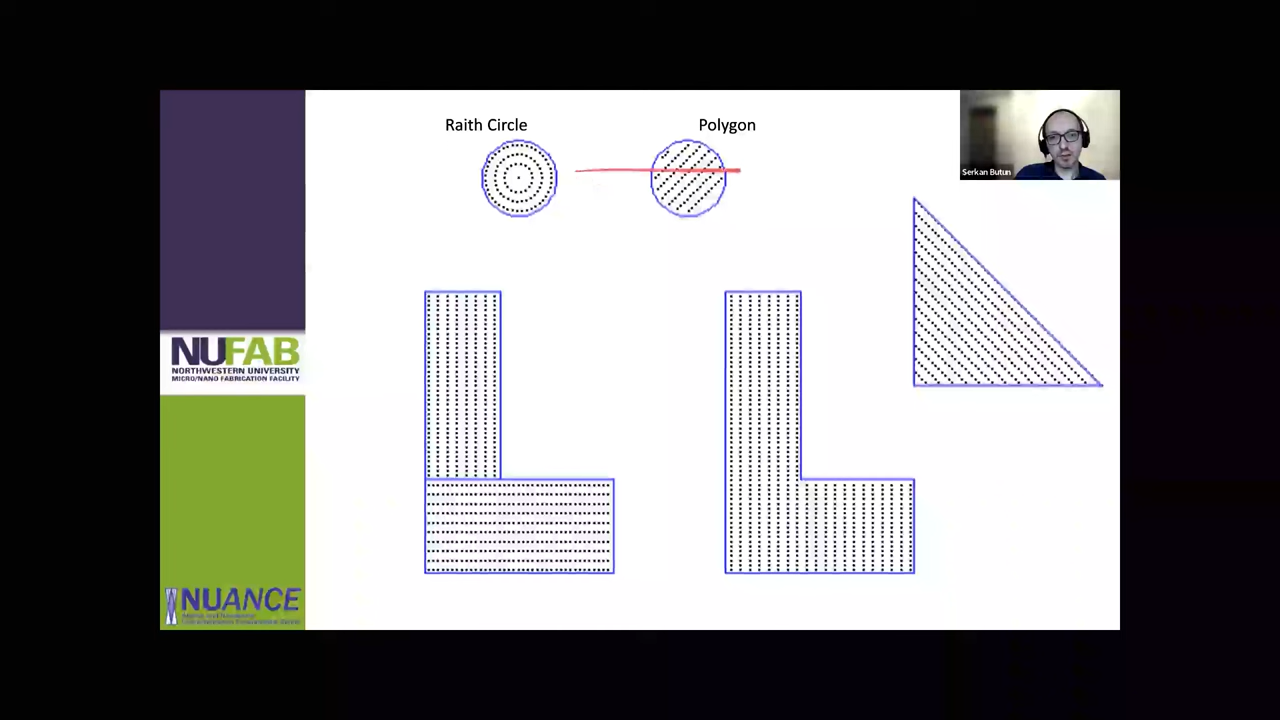 Raith Circle
Polygon
Serkan Butun
NUFAB
NORTHWESTERN UNIVERSITY
MICRO/NANO FABRICATION FACILITY
NUANCE